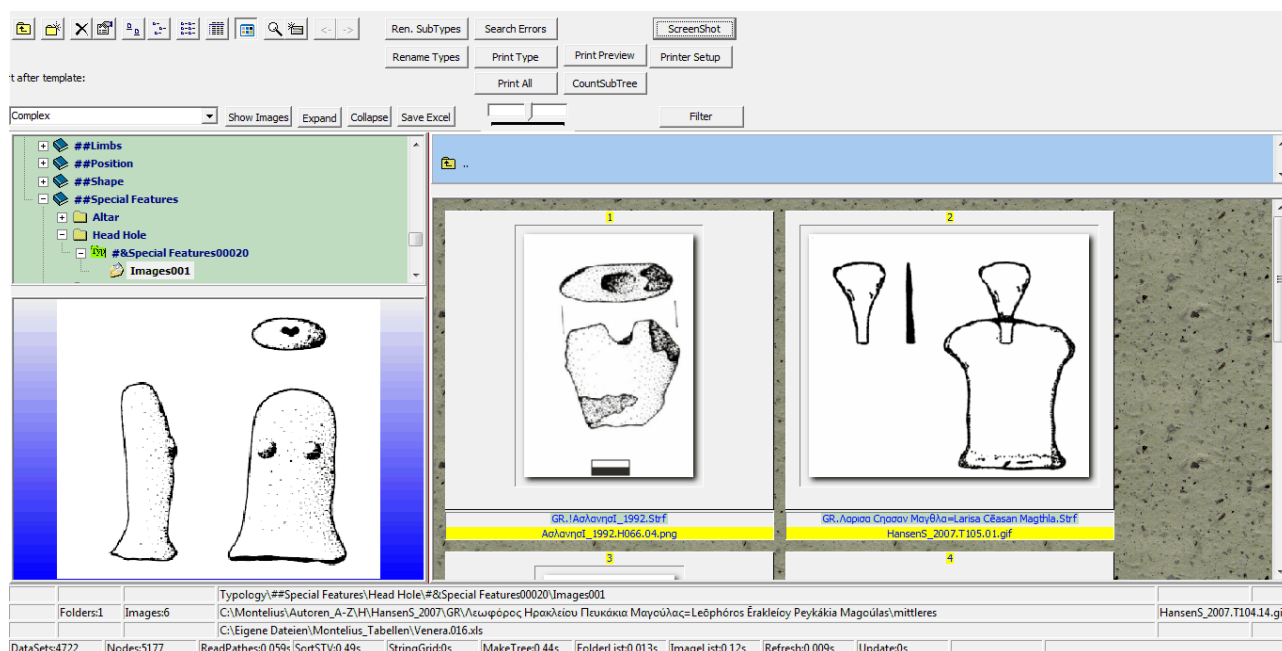 Ren. SubTypes Search Errors ScreenShot
Rename Types Print Type Print Preview Printer Setup
't after template:
Print All CountSubTree
Complex Show Images Expand Collapse Save Excel Filter
##Limbs
##Position
##Shape
##Special Features
Altar
Head Hole
#&Special Features00020
Images001
..
1 2
GR.!ΑσλανησΙ_1992.Strf GR.Λαρισα Cηασαν Μαγθλα=Larisa Cēasan Magthla.Strf
ΑσλανησΙ_1992.H066.04.png HansenS_2007.T105.01.gif
3 4
Typology\##Special Features\Head Hole\#&Special Features00020\Images001
Folders:1 Images:6 C:\Montelius\Autoren_A-Z\H\HansenS_2007\GR\Λεωφόρος Ηρακλείου Πευκάκια Μαγούλας=Leōphóros Ērakleíoy Peykákia Magoúlas\mittleres HansenS_2007.T104.14.gi
C:\Eigene Dateien\Montelius_Tabellen\Venera.016.xls
DataSets:4722 Nodes:5177 ReadPathes:0.059s SortSTV:0.49s StringGrid:0s MakeTree:0.44s FolderList:0.013s ImageList:0.12s Refresh:0.009s Update:0s